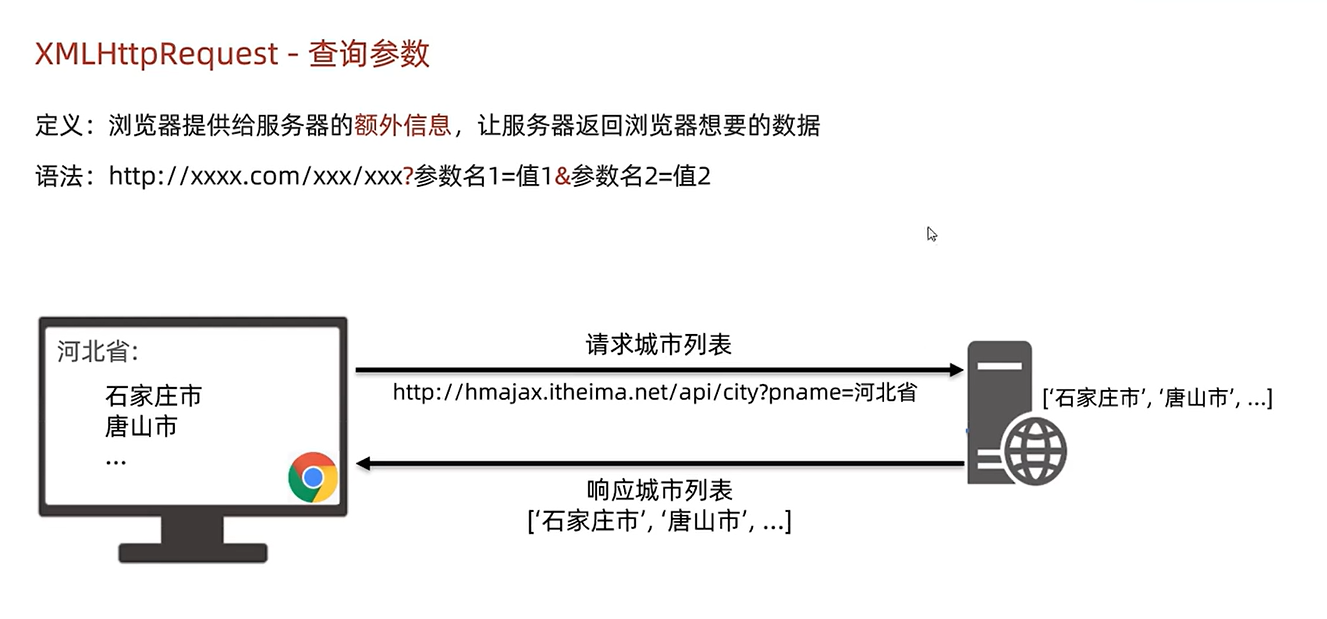 XMLHttpRequest - 查询参数
定义：浏览器提供给服务器的额外信息，让服务器返回浏览器想要的数据
语法：http://xxxx.com/xxx/xxx?参数名1=值1&参数名2=值2
河北省：
石家庄市
唐山市
...
请求城市列表
http://hmajax.itheima.net/api/city?pname=河北省
['石家庄市', '唐山市', ...]
响应城市列表
['石家庄市', '唐山市', ...]